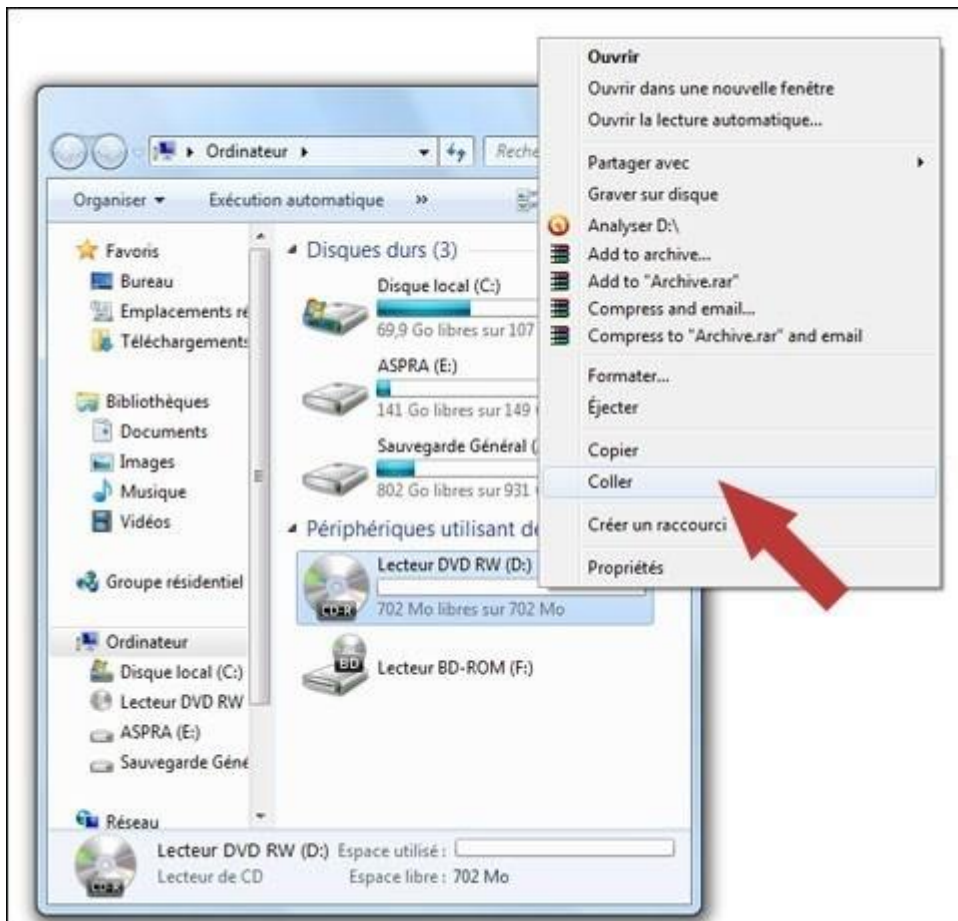 Ordinateur
Organiser
Exécution automatique
»
Favoris
Bureau
Emplacements
Téléchargements
Bibliothèques
Documents
Images
Musique
Vidéos
Groupe résidentiel
Ordinateur
Disque local (C:)
Lecteur DVD RW
ASPRA (E:)
Sauvegarde
Réseau
Disques durs (3)
Disque local (C:)
69,9 Go libres sur 107
ASPRA (E:)
141 Go libres sur 149
Sauvegarde Général (
802 Go libres sur 931
Périphériques utilisant
Lecteur DVD RW (D:)
CD-R
702 Mo libres sur 702 Mo
BD
Lecteur BD-ROM (F:)
Lecteur DVD RW (D:) Espace utilisé :
Lecteur de CD Espace libre : 702 Mo
CD-R
Ouvrir
Ouvrir dans une nouvelle fenêtre
Ouvrir la lecture automatique...
Partager avec
Graver sur disque
Analyser D:\
Add to archive...
Add to "Archive.rar"
Compress and email...
Compress to "Archive.rar" and email
Formater...
Éjecter
Copier
Coller
Créer un raccourci
Propriétés